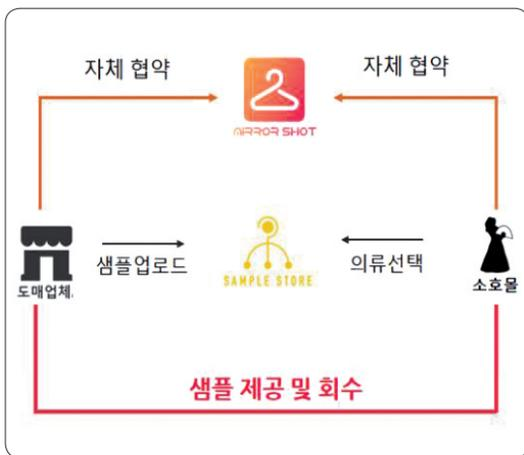 자체 협약
자체 협약
MIRROR SHOT
샘플업로드
의류선택
SAMPLE STORE
도매업체
소호몰
샘플 제공 및 회수